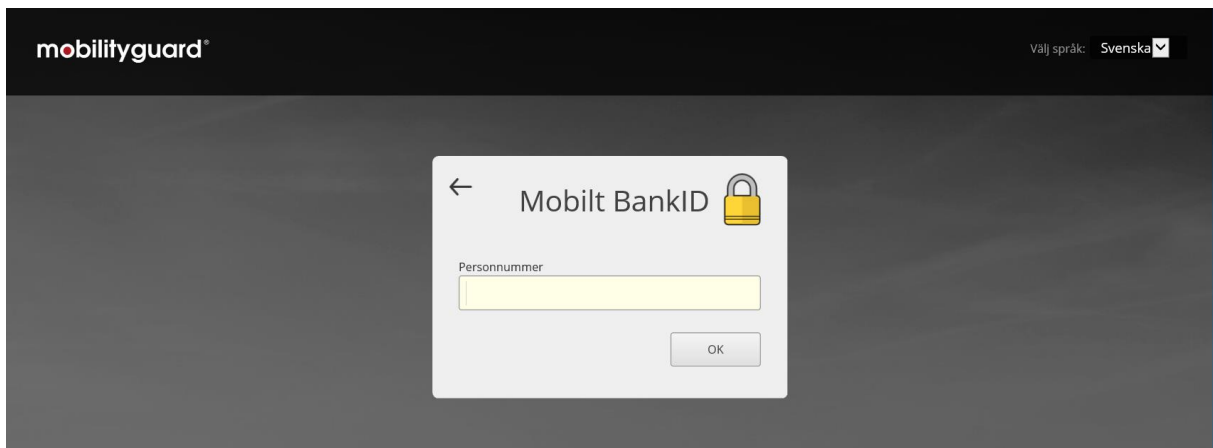 mobilityguard®
Välj språk: Svenska
Mobilt BankID
Personnummer
OK